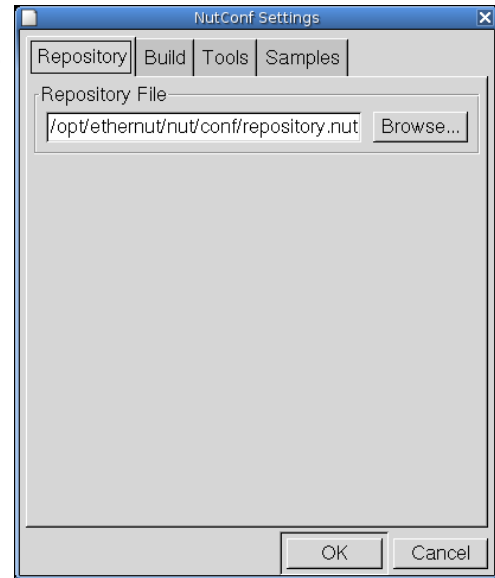 NutConf Settings
Repository Build Tools Samples
Repository File
/opt/ethernut/nut/conf/repository.nut Browse...
OK Cancel